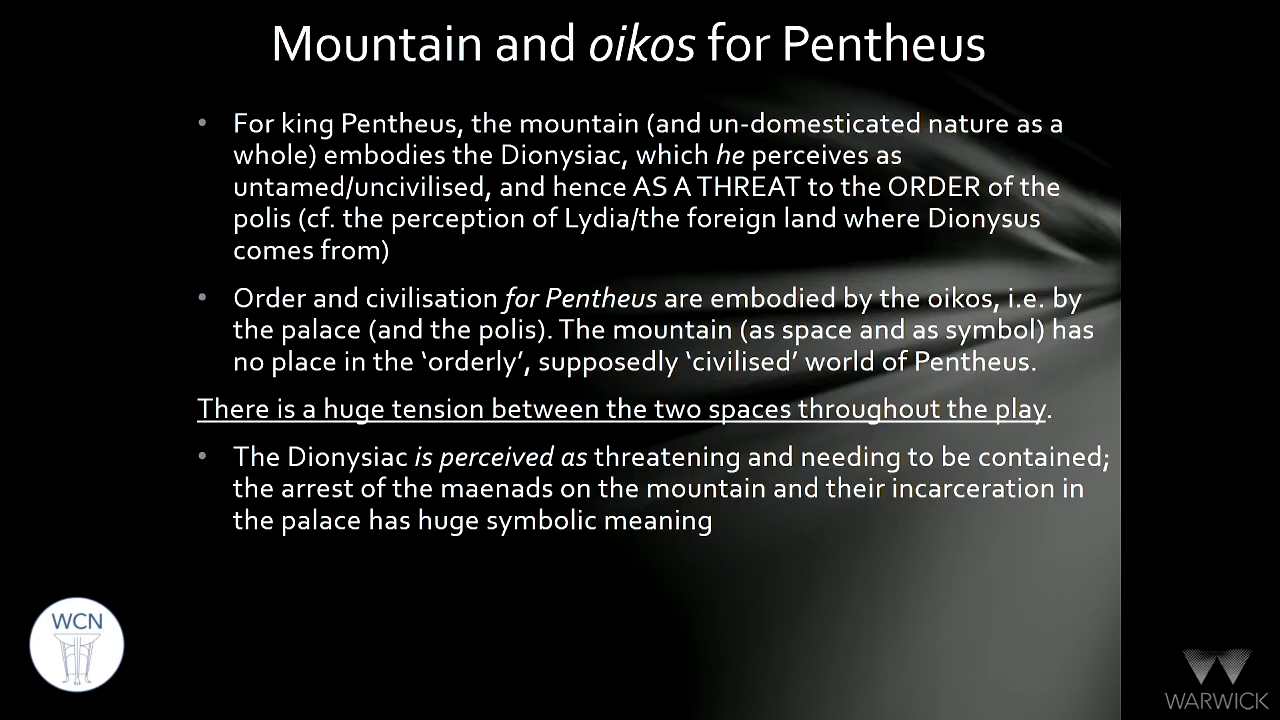 Mountain and oikos for Pentheus
• For king Pentheus, the mountain (and un-domesticated nature as a
whole) embodies the Dionysiac, which he perceives as
untamed/uncivilised, and hence AS A THREAT to the ORDER of the
polis (cf. the perception of Lydia/the foreign land where Dionysus
comes from)
• Order and civilisation for Pentheus are embodied by the oikos, i.e. by
the palace (and the polis). The mountain (as space and as symbol) has
no place in the ‘orderly’, supposedly ‘civilised’ world of Pentheus.
There is a huge tension between the two spaces throughout the play.
• The Dionysiac is perceived as threatening and needing to be contained;
the arrest of the maenads on the mountain and their incarceration in
the palace has huge symbolic meaning
WCN
WARWICK